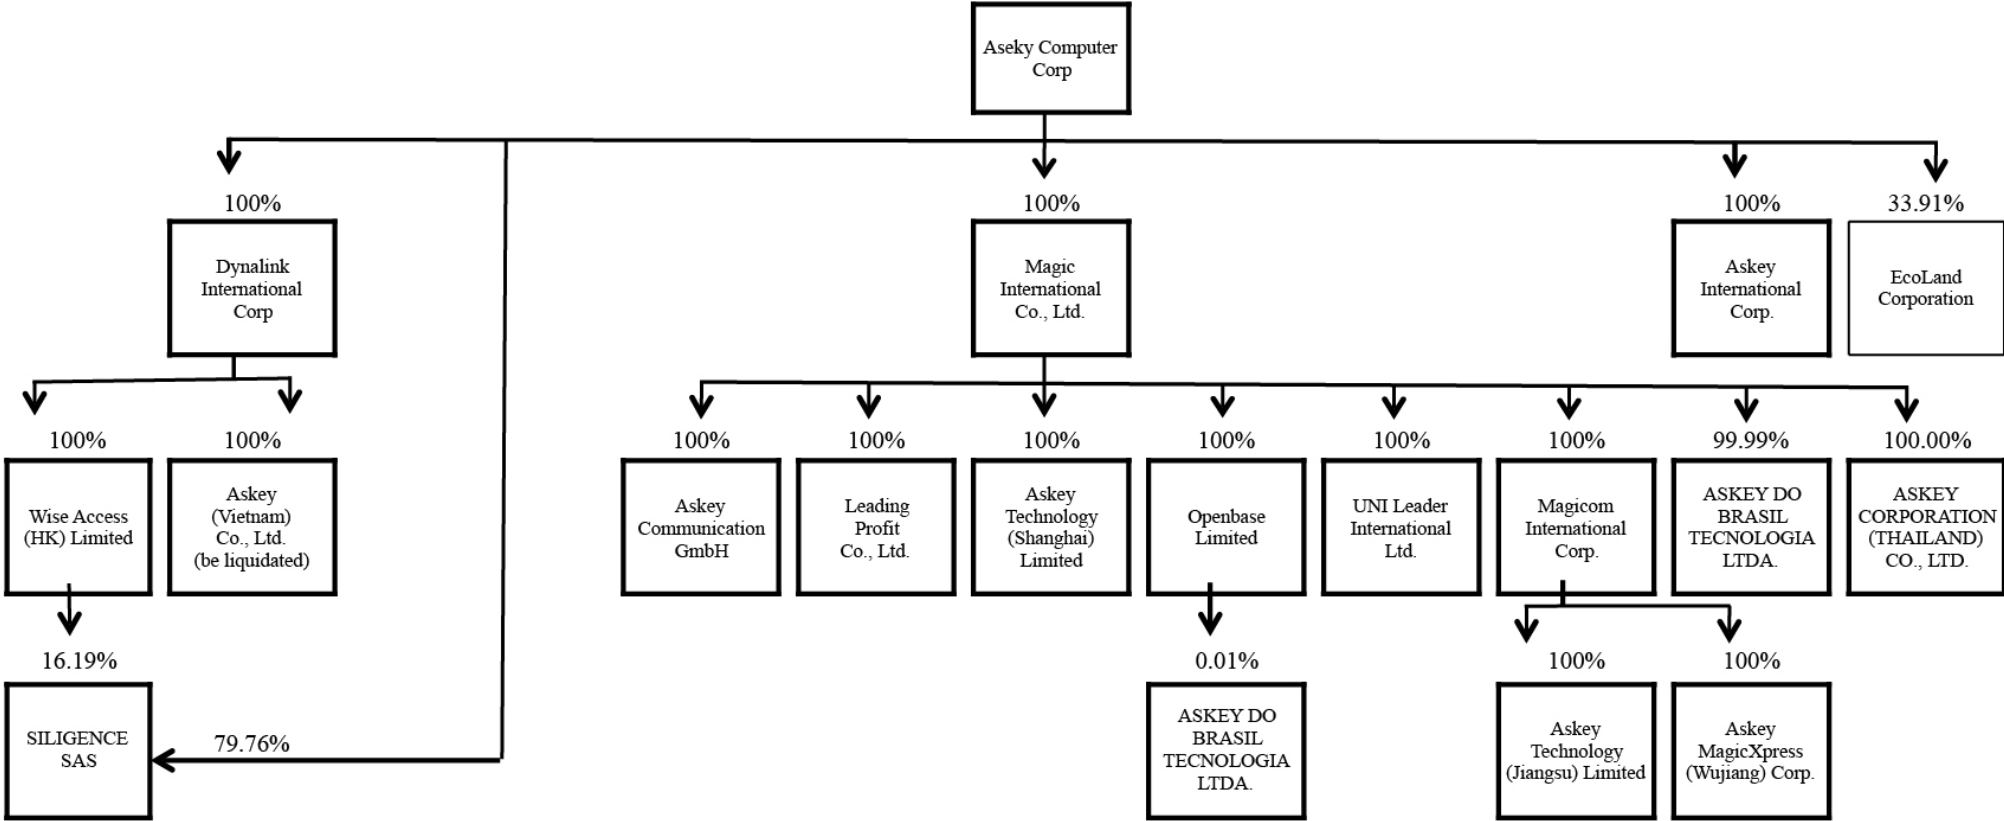 Aseky Computer
Corp
100%
100%
100%
33.91%
Dynalink
International
Corp
Magic
International
Co., Ltd.
Askey
International
Corp.
EcoLand
Corporation
100%
100%
100%
100%
100%
100%
100%
100%
99.99%
100.00%
Wise Access
(HK) Limited
Askey
(Vietnam)
Co., Ltd.
(be liquidated)
Askey
Communication
GmbH
Leading
Profit
Co., Ltd.
Askey
Technology
(Shanghai)
Limited
Openbase
Limited
UNI Leader
International
Ltd.
Magicom
International
Corp.
ASKEY DO
BRASIL
TECNOLOGIA
LTDA.
ASKEY
CORPORATION
(THAILAND)
CO., LTD.
16.19%
0.01%
100%
100%
SILIGENCE
SAS
79.76%
ASKEY DO
BRASIL
TECNOLOGIA
LTDA.
Askey
Technology
(Jiangsu) Limited
Askey
MagicXpress
(Wujiang) Corp.